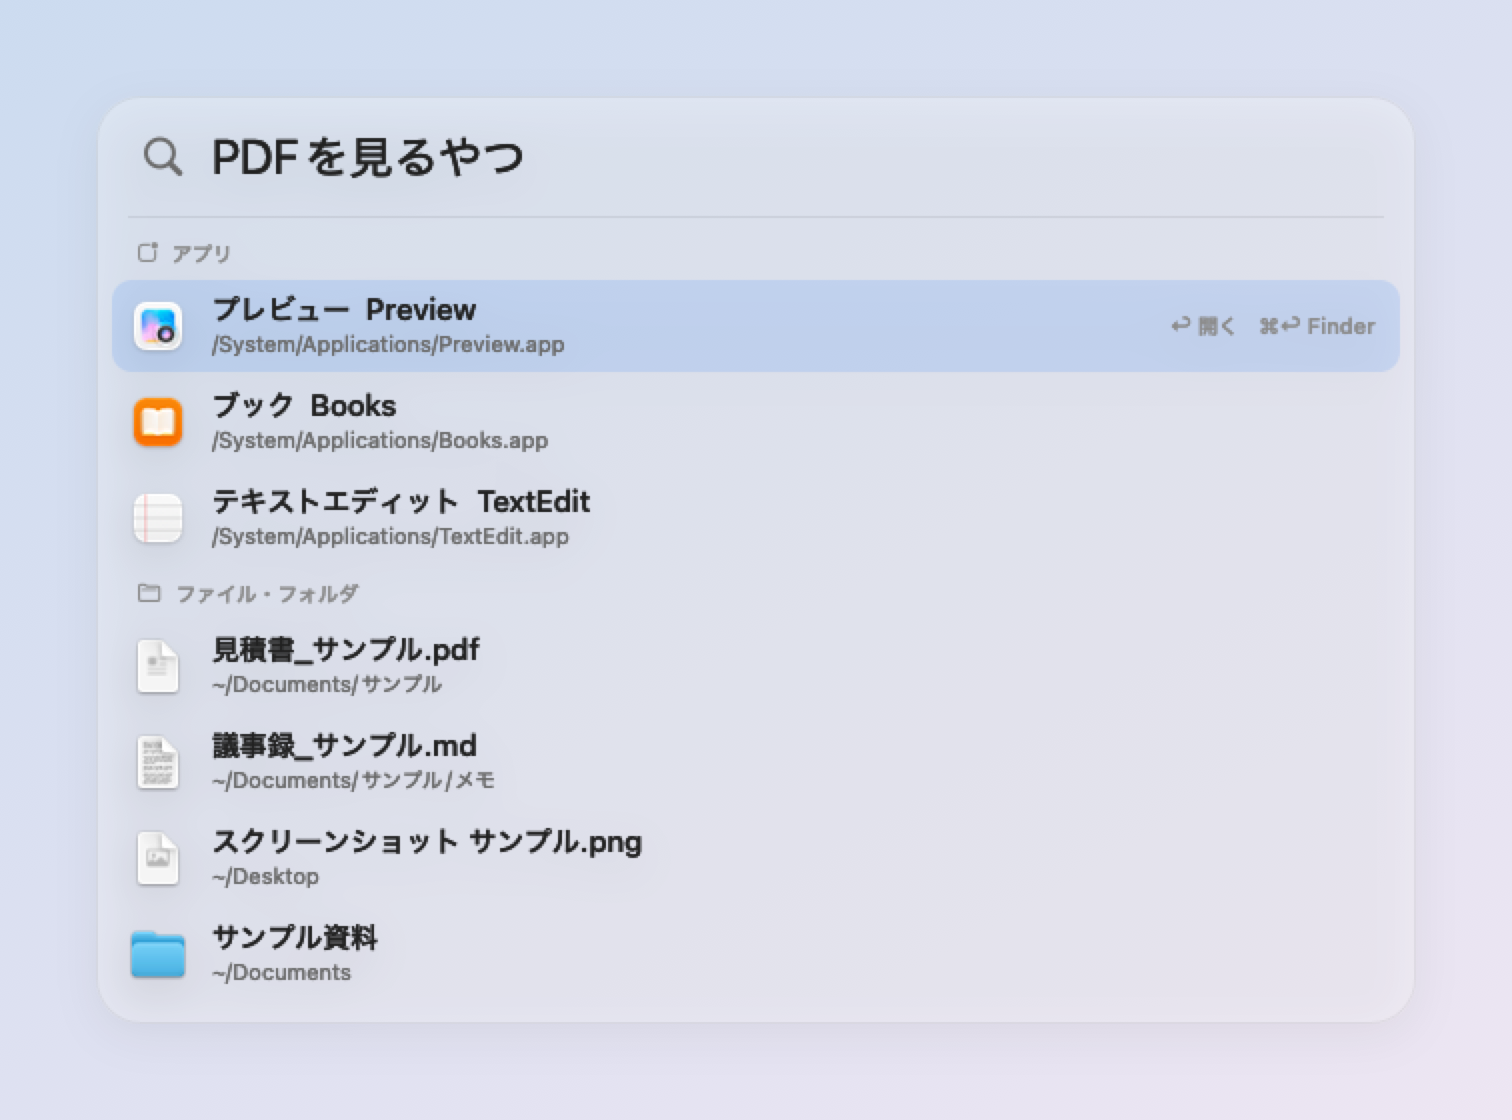 PDFを見るやつ
アプリ
プレビュー Preview
/System/Applications/Preview.app
↩ 開く ⌘↩ Finder
ブック Books
/System/Applications/Books.app
テキストエディット TextEdit
/System/Applications/TextEdit.app
ファイル・フォルダ
見積書_サンプル.pdf
~/Documents/サンプル
議事録_サンプル.md
~/Documents/サンプル/メモ
スクリーンショット サンプル.png
~/Desktop
サンプル資料
~/Documents